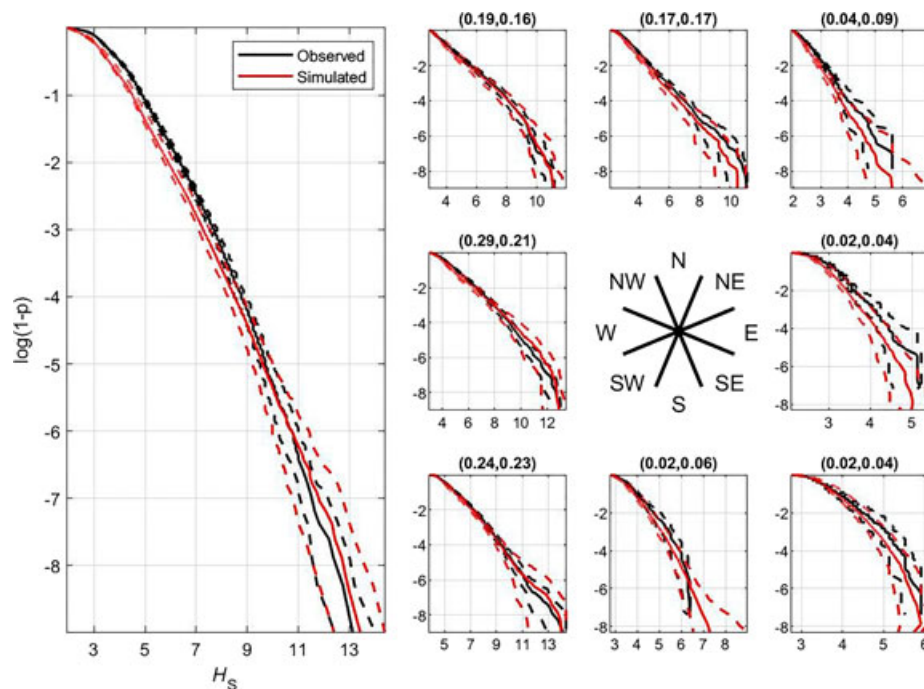 log(1-p)
-1
-2
-3
-4
-5
-6
-7
-8
3 5 7 9 11 13
H_S
Observed
Simulated
(0.19,0.16)
-2
-4
-6
-8
4 6 8 10
(0.17,0.17)
-2
-4
-6
-8
4 6 8 10
(0.04,0.09)
-2
-4
-6
-8
2 3 4 5 6
(0.29,0.21)
-2
-4
-6
-8
4 6 8 10 12
N
NW NE
W E
SW SE
S
(0.02,0.04)
-2
-4
-6
-8
2 3 4 5
(0.24,0.23)
-2
-4
-6
-8
5 7 9 11 13
(0.02,0.06)
-2
-4
-6
-8
3 4 5 6 7 8
(0.02,0.04)
-2
-4
-6
-8
3 4 5 6